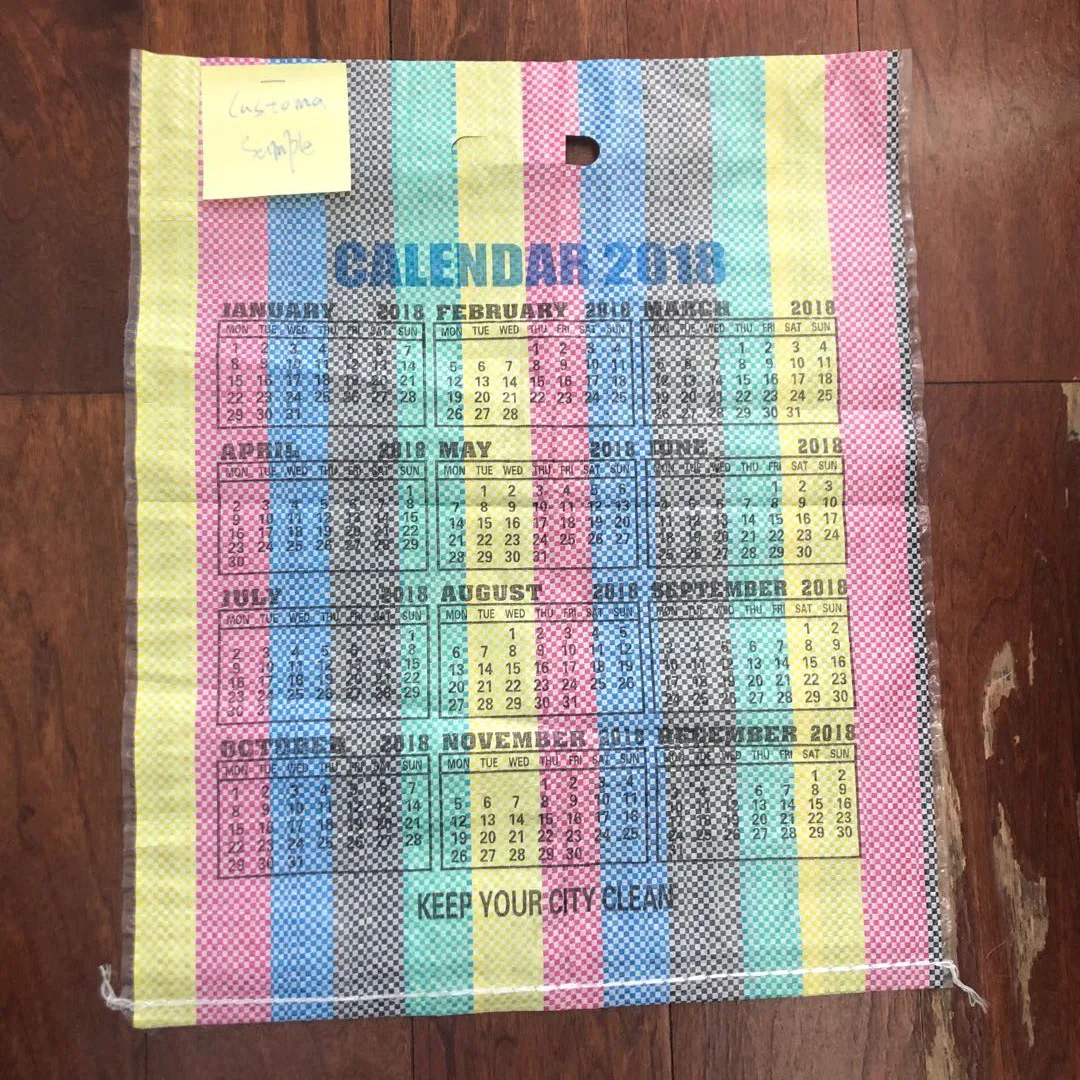 Customa
Sample
CALENDAR 2018
JANUARY 2018
MON TUE WED THU FRI SAT SUN
1 2 3 4 5 6 7
8 9 10 11 12 13 14
15 16 17 18 19 20 21
22 23 24 25 26 27 28
29 30 31
FEBRUARY 2018
MON TUE WED THU FRI SAT SUN
1 2 3 4
5 6 7 8 9 10 11
12 13 14 15 16 17 18
19 20 21 22 23 24 25
26 27 28
MARCH 2018
MON TUE WED THU FRI SAT SUN
1 2 3 4
5 6 7 8 9 10 11
12 13 14 15 16 17 18
19 20 21 22 23 24 25
26 27 28 29 30 31
APRIL 2018
MON TUE WED THU FRI SAT SUN
1
2 3 4 5 6 7 8
9 10 11 12 13 14 15
16 17 18 19 20 21 22
23 24 25 26 27 28 29
30
MAY 2018
MON TUE WED THU FRI SAT SUN
1 2 3 4 5 6
7 8 9 10 11 12 13
14 15 16 17 18 19 20
21 22 23 24 25 26 27
28 29 30 31
JUNE 2018
MON TUE WED THU FRI SAT SUN
1 2 3
4 5 6 7 8 9 10
11 12 13 14 15 16 17
18 19 20 21 22 23 24
25 26 27 28 29 30
JULY 2018
MON TUE WED THU FRI SAT SUN
1
2 3 4 5 6 7 8
9 10 11 12 13 14 15
16 17 18 19 20 21 22
23 24 25 26 27 28 29
30 31
AUGUST 2018
MON TUE WED THU FRI SAT SUN
1 2 3 4 5
6 7 8 9 10 11 12
13 14 15 16 17 18 19
20 21 22 23 24 25 26
27 28 29 30 31
SEPTEMBER 2018
MON TUE WED THU FRI SAT SUN
1 2
3 4 5 6 7 8 9
10 11 12 13 14 15 16
17 18 19 20 21 22 23
24 25 26 27 28 29 30
OCTOBER 2018
MON TUE WED THU FRI SAT SUN
1 2 3 4 5 6 7
8 9 10 11 12 13 14
15 16 17 18 19 20 21
22 23 24 25 26 27 28
29 30 31
NOVEMBER 2018
MON TUE WED THU FRI SAT SUN
1 2 3 4
5 6 7 8 9 10 11
12 13 14 15 16 17 18
19 20 21 22 23 24 25
26 27 28 29 30
DECEMBER 2018
MON TUE WED THU FRI SAT SUN
1 2
3 4 5 6 7 8 9
10 11 12 13 14 15 16
17 18 19 20 21 22 23
24 25 26 27 28 29 30
31
KEEP YOUR CITY CLEAN